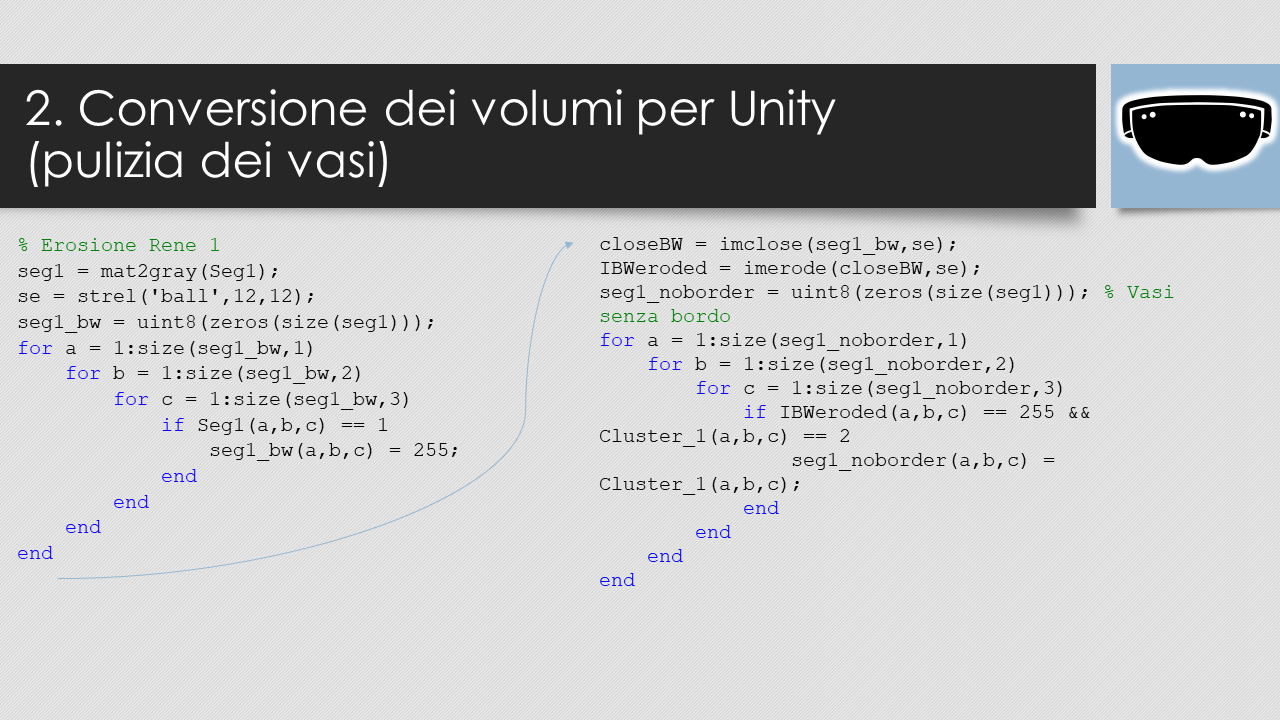 2. Conversione dei volumi per Unity
(pulizia dei vasi)
% Erosione Rene 1
seg1 = mat2gray(Seg1);
se = strel('ball',12,12);
seg1_bw = uint8(zeros(size(seg1)));
for a = 1:size(seg1_bw,1)
    for b = 1:size(seg1_bw,2)
        for c = 1:size(seg1_bw,3)
            if Seg1(a,b,c) == 1
                seg1_bw(a,b,c) = 255;
            end
        end
    end
end
closeBW = imclose(seg1_bw,se);
IBWeroded = imerode(closeBW,se);
seg1_noborder = uint8(zeros(size(seg1))); % Vasi
senza bordo
for a = 1:size(seg1_noborder,1)
    for b = 1:size(seg1_noborder,2)
        for c = 1:size(seg1_noborder,3)
            if IBWeroded(a,b,c) == 255 &&
Cluster_1(a,b,c) == 2
                seg1_noborder(a,b,c) =
Cluster_1(a,b,c);
            end
        end
    end
end